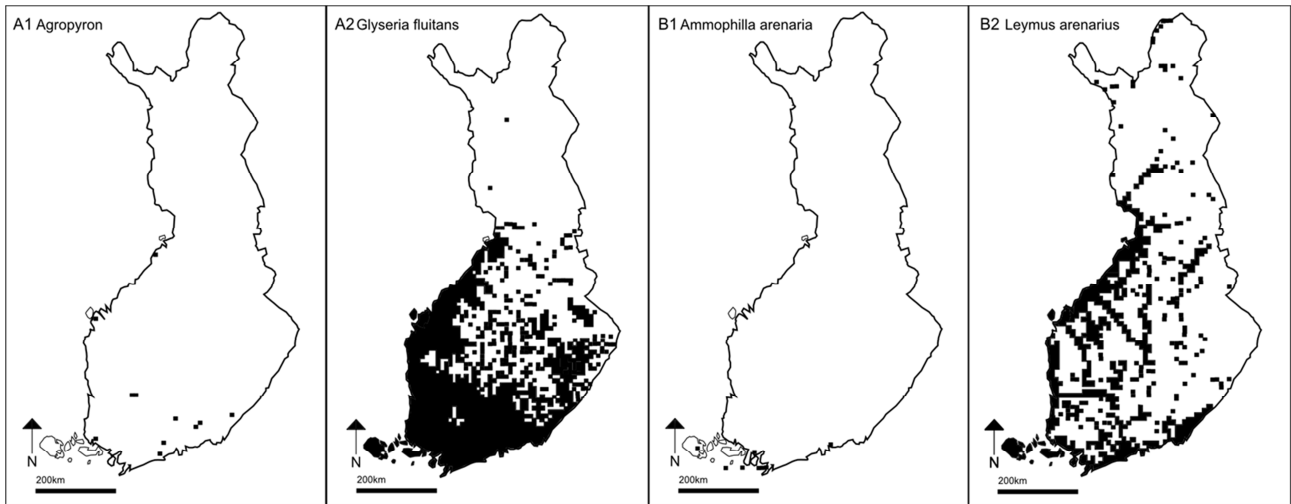 A1 Agropyron
A2 Glyseria fluitans
B1 Ammophilla arenaria
B2 Leymus arenarius
N
200km
N
200km
N
200km
N
200km